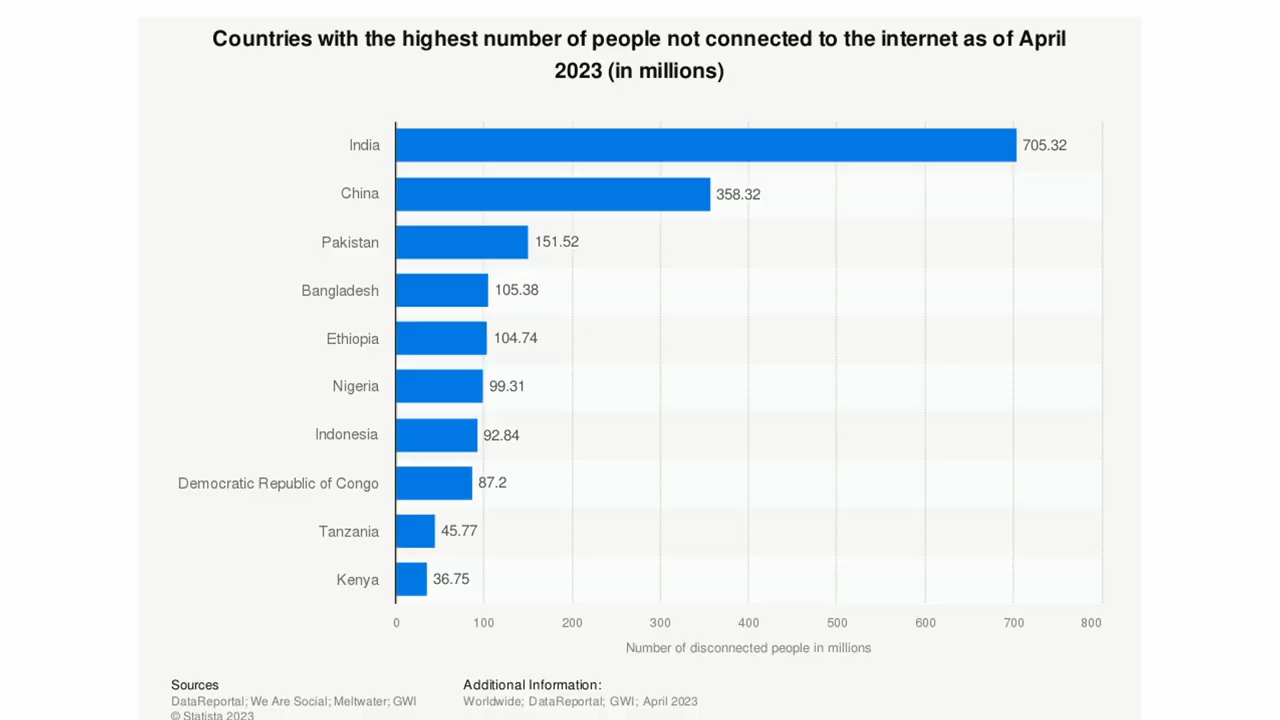 Countries with the highest number of people not connected to the internet as of April
2023 (in millions)
India 705.32
China 358.32
Pakistan 151.52
Bangladesh 105.38
Ethiopia 104.74
Nigeria 99.31
Indonesia 92.84
Democratic Republic of Congo 87.2
Tanzania 45.77
Kenya 36.75
0 100 200 300 400 500 600 700 800
Number of disconnected people in millions
Sources
DataReportal; We Are Social; Meltwater; GWI
© Statista 2023
Additional Information:
Worldwide; DataReportal; GWI; April 2023